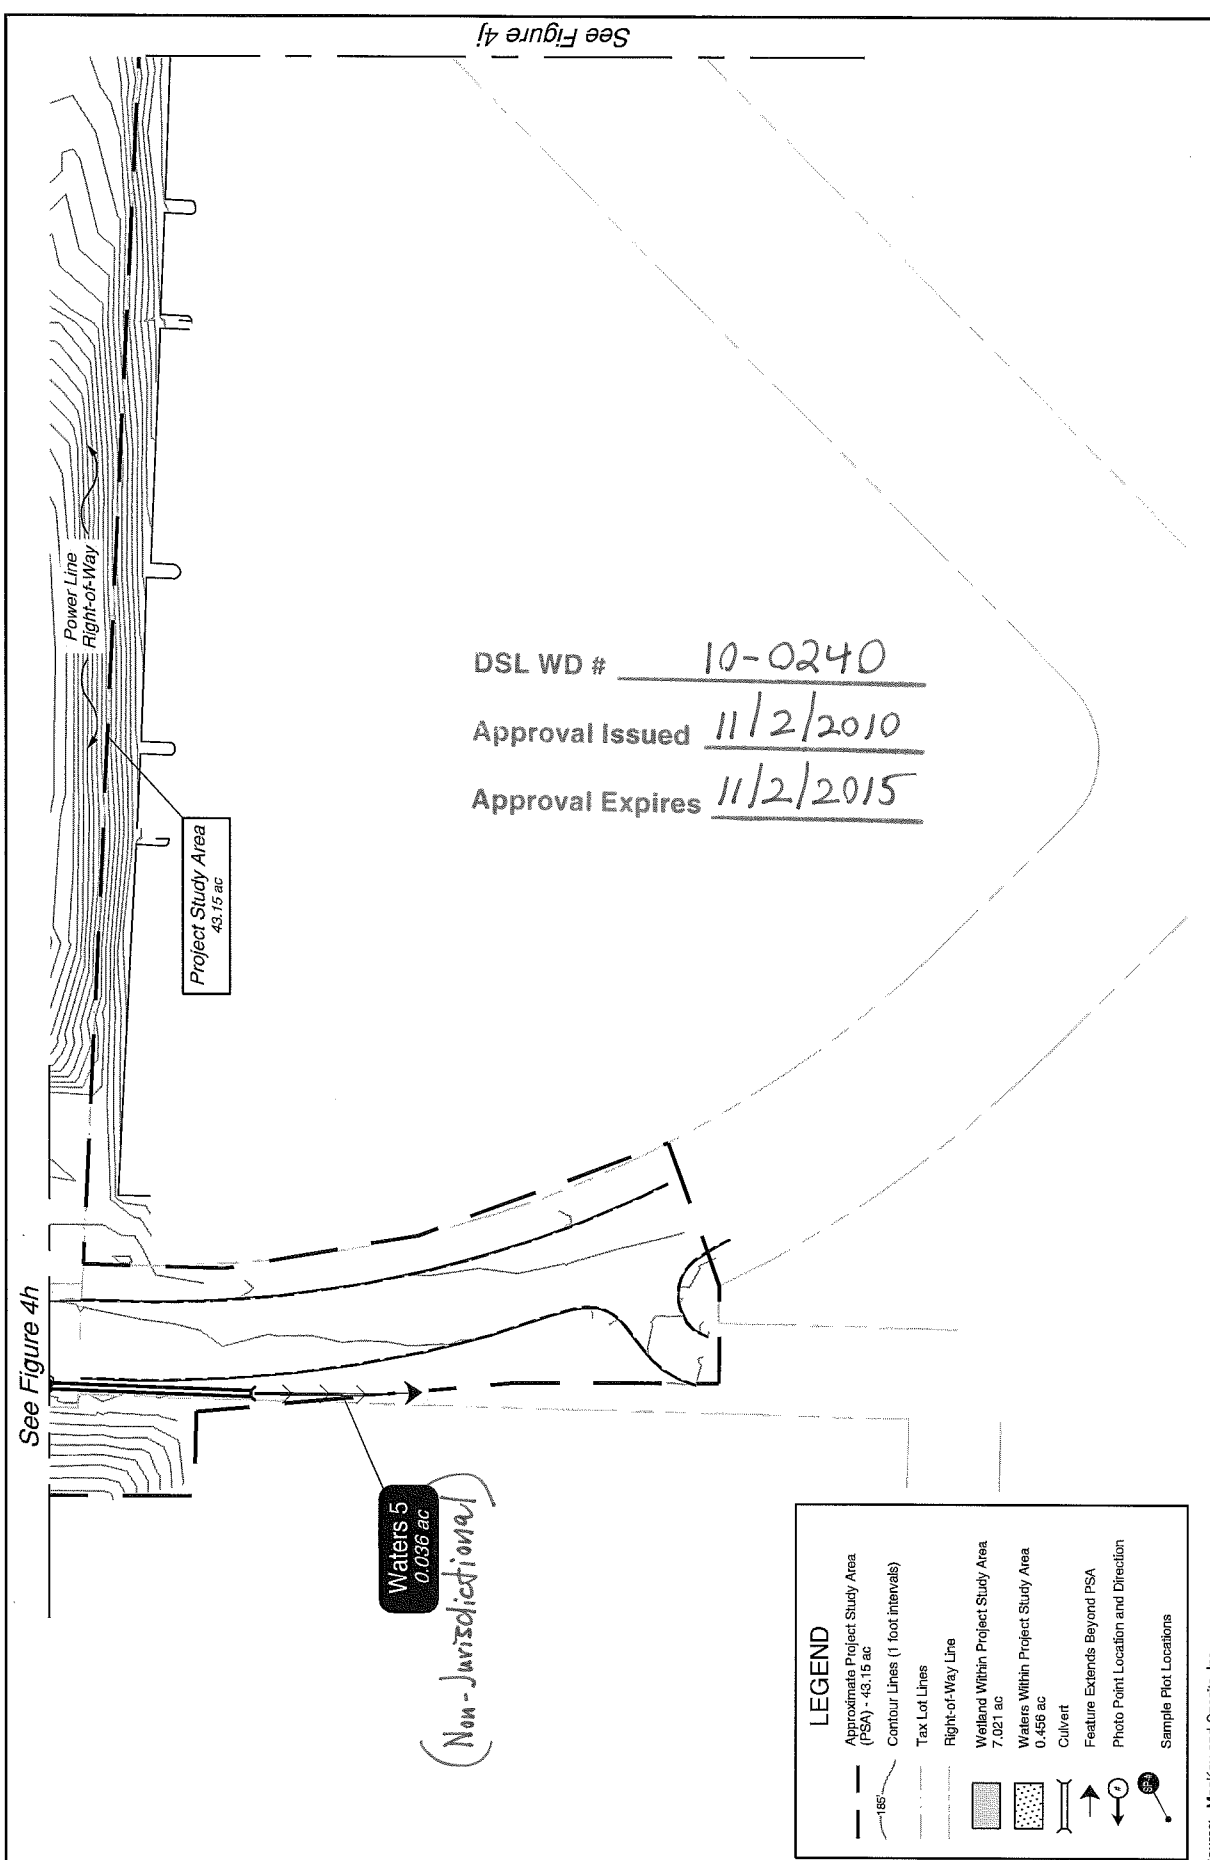 See Figure 4j
See Figure 4h
Power Line
Right-of-Way
Project Study Area
43.15 ac
DSL WD # 10-0240
Approval Issued 11/2/2010
Approval Expires 11/2/2015
Waters 5
0.036 ac
(Non-Jurisdictional)
LEGEND
Approximate Project Study Area
(PSA) - 43.15 ac
185'
Contour Lines (1 foot intervals)
Tax Lot Lines
Right-of-Way Line
Wetland Within Project Study Area
7.021 ac
Waters Within Project Study Area
0.456 ac
Culvert
Feature Extends Beyond PSA
#
Photo Point Location and Direction
Sample Plot Locations